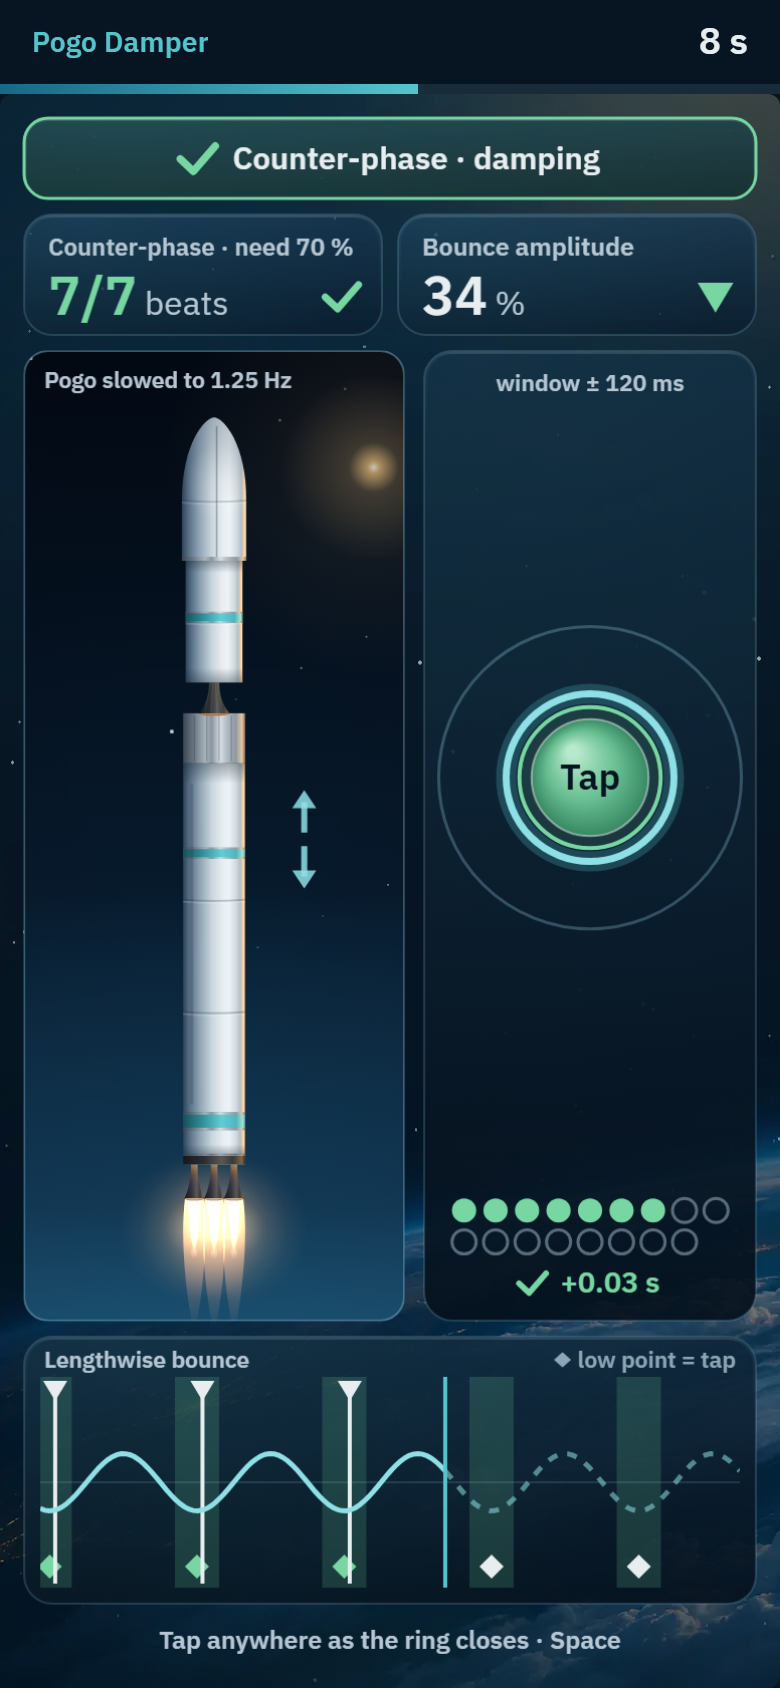 Pogo Damper
8 s
Counter-phase · damping
Counter-phase · need 70 %
7/7 beats
Bounce amplitude
34 %
Pogo slowed to 1.25 Hz
window ± 120 ms
Tap
+0.03 s
Lengthwise bounce
low point = tap
Tap anywhere as the ring closes · Space